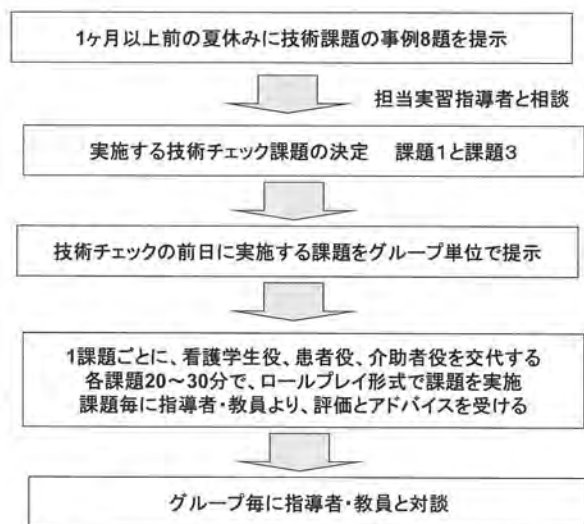 1ヶ月以上前の夏休みに技術課題の事例8題を提示
担当実習指導者と相談
実施する技術チェック課題の決定　課題1と課題3
技術チェックの前日に実施する課題をグループ単位で提示
1課題ごとに、看護学生役、患者役、介助者役を交代する
各課題20～30分で、ロールプレイ形式で課題を実施
課題毎に指導者・教員より、評価とアドバイスを受ける
グループ毎に指導者・教員と対談